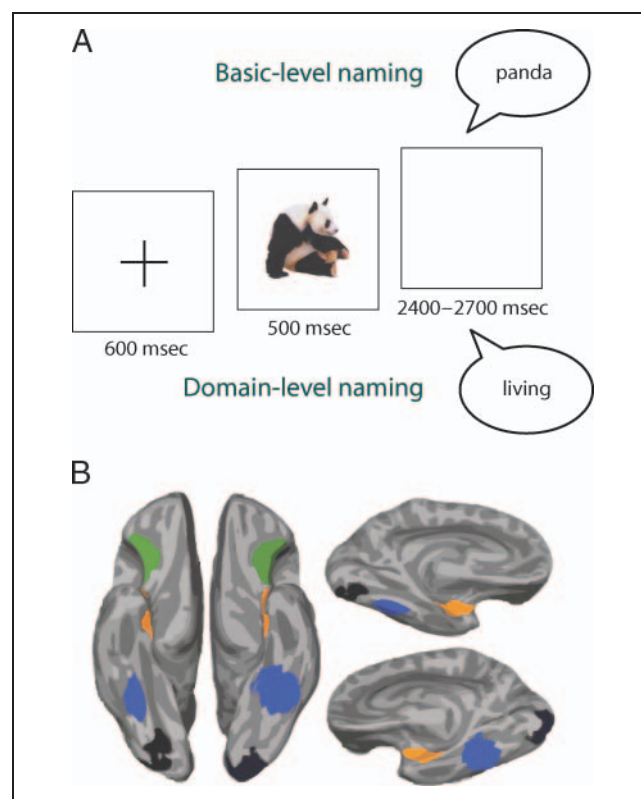 A
Basic-level naming
panda
600 msec
500 msec
2400–2700 msec
Domain-level naming
living
B